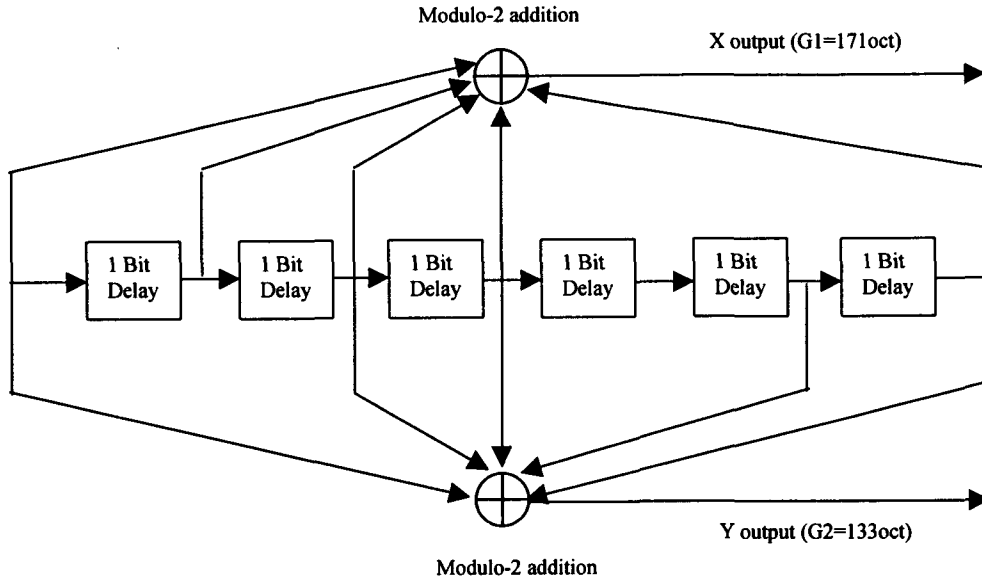 Modulo-2 addition
X output (G1=171oct)
1 Bit
Delay
1 Bit
Delay
1 Bit
Delay
1 Bit
Delay
1 Bit
Delay
1 Bit
Delay
Y output (G2=133oct)
Modulo-2 addition